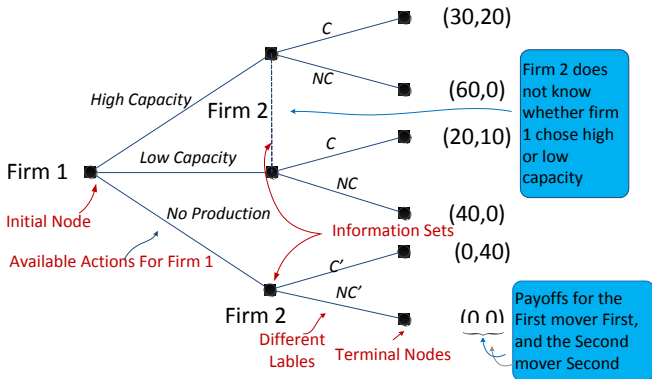 (30,20)
C
NC
High Capacity
Firm 2
(60,0)
Firm 2 does
not know
whether firm
1 chose high
or low
capacity
C
(20,10)
Low Capacity
Firm 1
NC
Initial Node
No Production
(40,0)
Information Sets
Available Actions For Firm 1
C'
(0,40)
NC'
Firm 2
(0,0)
Different
Lables
Terminal Nodes
Payoffs for the
First mover First,
and the Second
mover Second